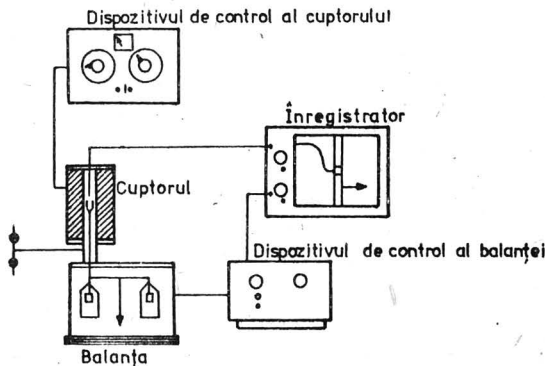 Dispozitivul de control al cuptorului
Înregistrator
Cuptorul
Dispozitivul de control al balanței
Balanța